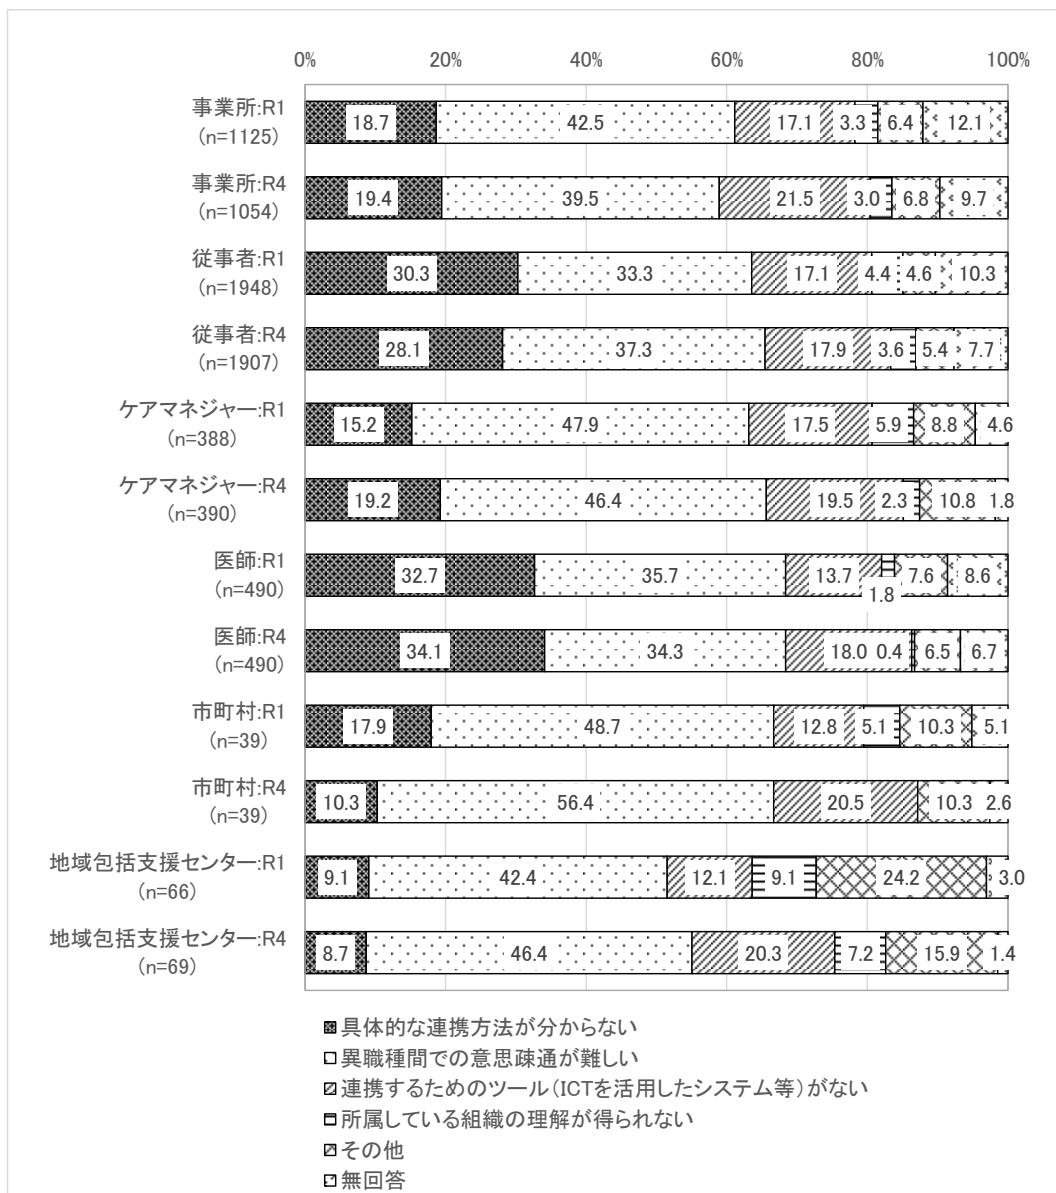 0% 20% 40% 60% 80% 100%
事業所:R1
(n=1125)
18.7 42.5 17.1 3.3 6.4 12.1
事業所:R4
(n=1054)
19.4 39.5 21.5 3.0 6.8 9.7
従事者:R1
(n=1948)
30.3 33.3 17.1 4.4 4.6 10.3
従事者:R4
(n=1907)
28.1 37.3 17.9 3.6 5.4 7.7
ケアマネジャー:R1
(n=388)
15.2 47.9 17.5 5.9 8.8 4.6
ケアマネジャー:R4
(n=390)
19.2 46.4 19.5 2.3 10.8 1.8
医師:R1
(n=490)
32.7 35.7 13.7 1.8 7.6 8.6
医師:R4
(n=490)
34.1 34.3 18.0 0.4 6.5 6.7
市町村:R1
(n=39)
17.9 48.7 12.8 5.1 10.3 5.1
市町村:R4
(n=39)
10.3 56.4 20.5 10.3 2.6
地域包括支援センター:R1
(n=66)
9.1 42.4 12.1 9.1 24.2 3.0
地域包括支援センター:R4
(n=69)
8.7 46.4 20.3 7.2 15.9 1.4
具体的な連携方法が分からない
異職種間での意思疎通が難しい
連携するためのツール(ICTを活用したシステム等)がない
所属している組織の理解が得られない
その他
無回答